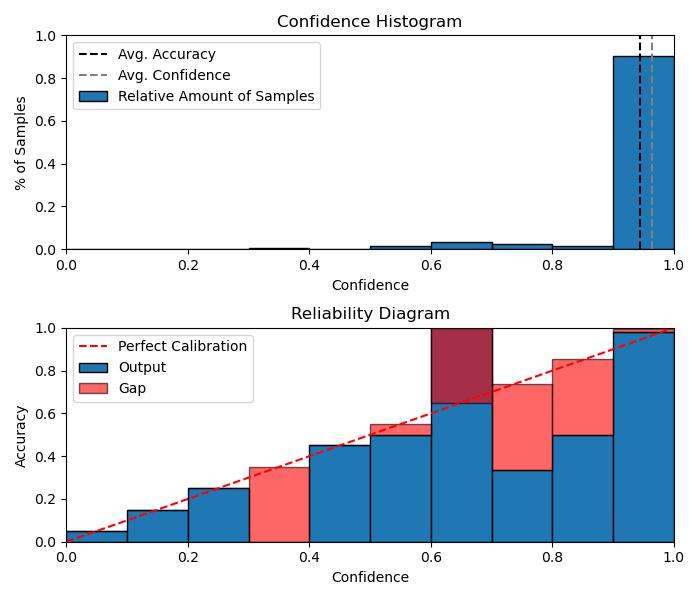 Confidence Histogram
1.0
0.8
0.6
0.4
0.2
0.0
% of Samples
Avg. Accuracy
Avg. Confidence
Relative Amount of Samples
0.0 0.2 0.4 0.6 0.8 1.0
Confidence
Reliability Diagram
1.0
0.8
0.6
0.4
0.2
0.0
Accuracy
Perfect Calibration
Output
Gap
0.0 0.2 0.4 0.6 0.8 1.0
Confidence